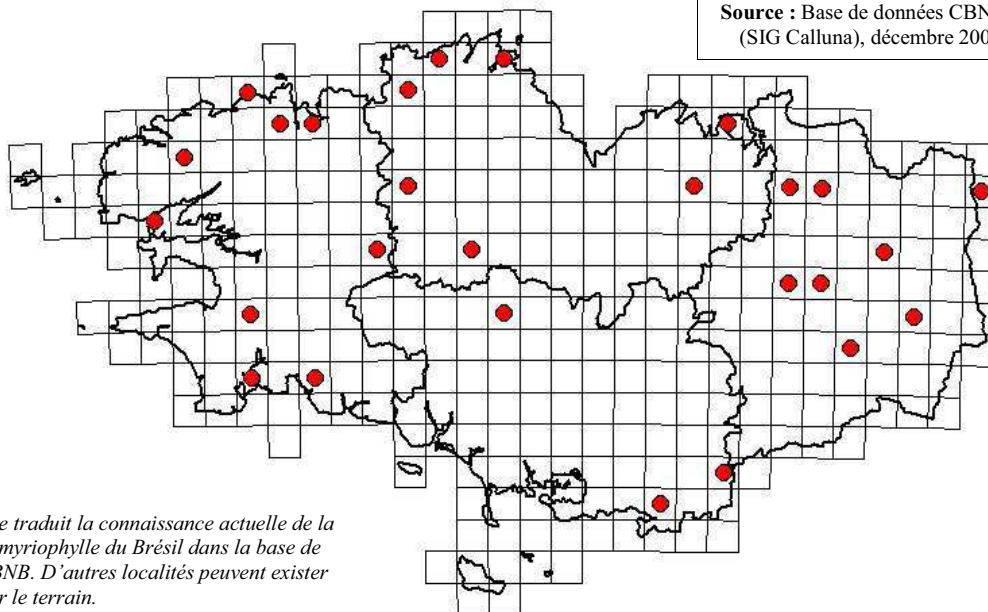 Source : Base de données CBN
(SIG Calluna), décembre 200
e traduit la connaissance actuelle de la
myriophylle du Brésil dans la base de
BNB. D'autres localités peuvent exister
r le terrain.